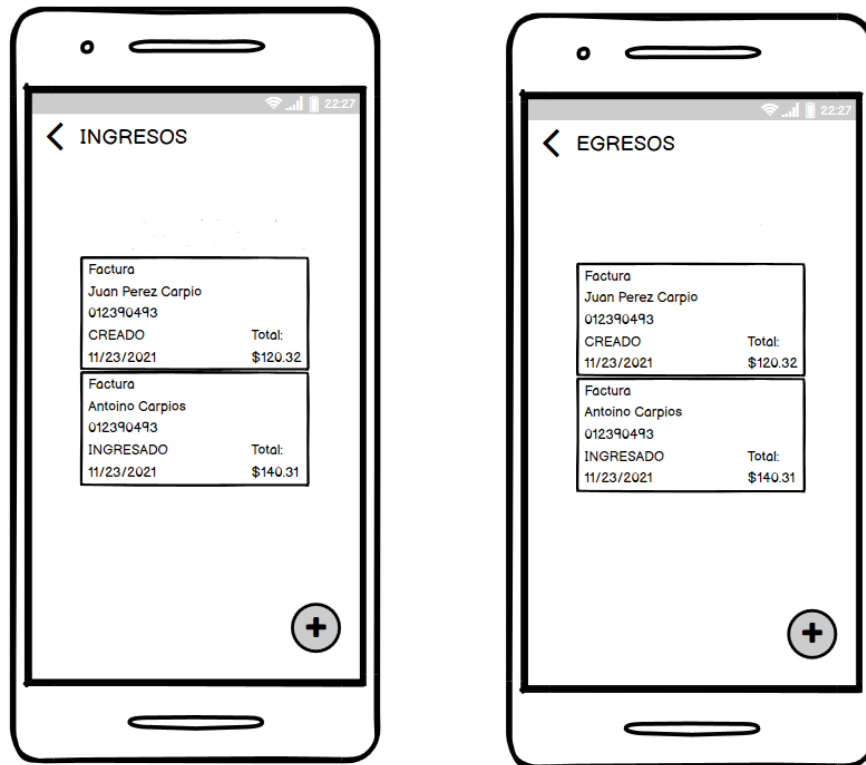 22:27
INGRESOS
Factura
Juan Perez Carpio
012390493
CREADO Total:
11/23/2021 $120.32
Factura
Antoino Carpios
012390493
INGRESADO Total:
11/23/2021 $140.31
22:27
EGRESOS
Factura
Juan Perez Carpio
012390493
CREADO Total:
11/23/2021 $120.32
Factura
Antoino Carpios
012390493
INGRESADO Total:
11/23/2021 $140.31